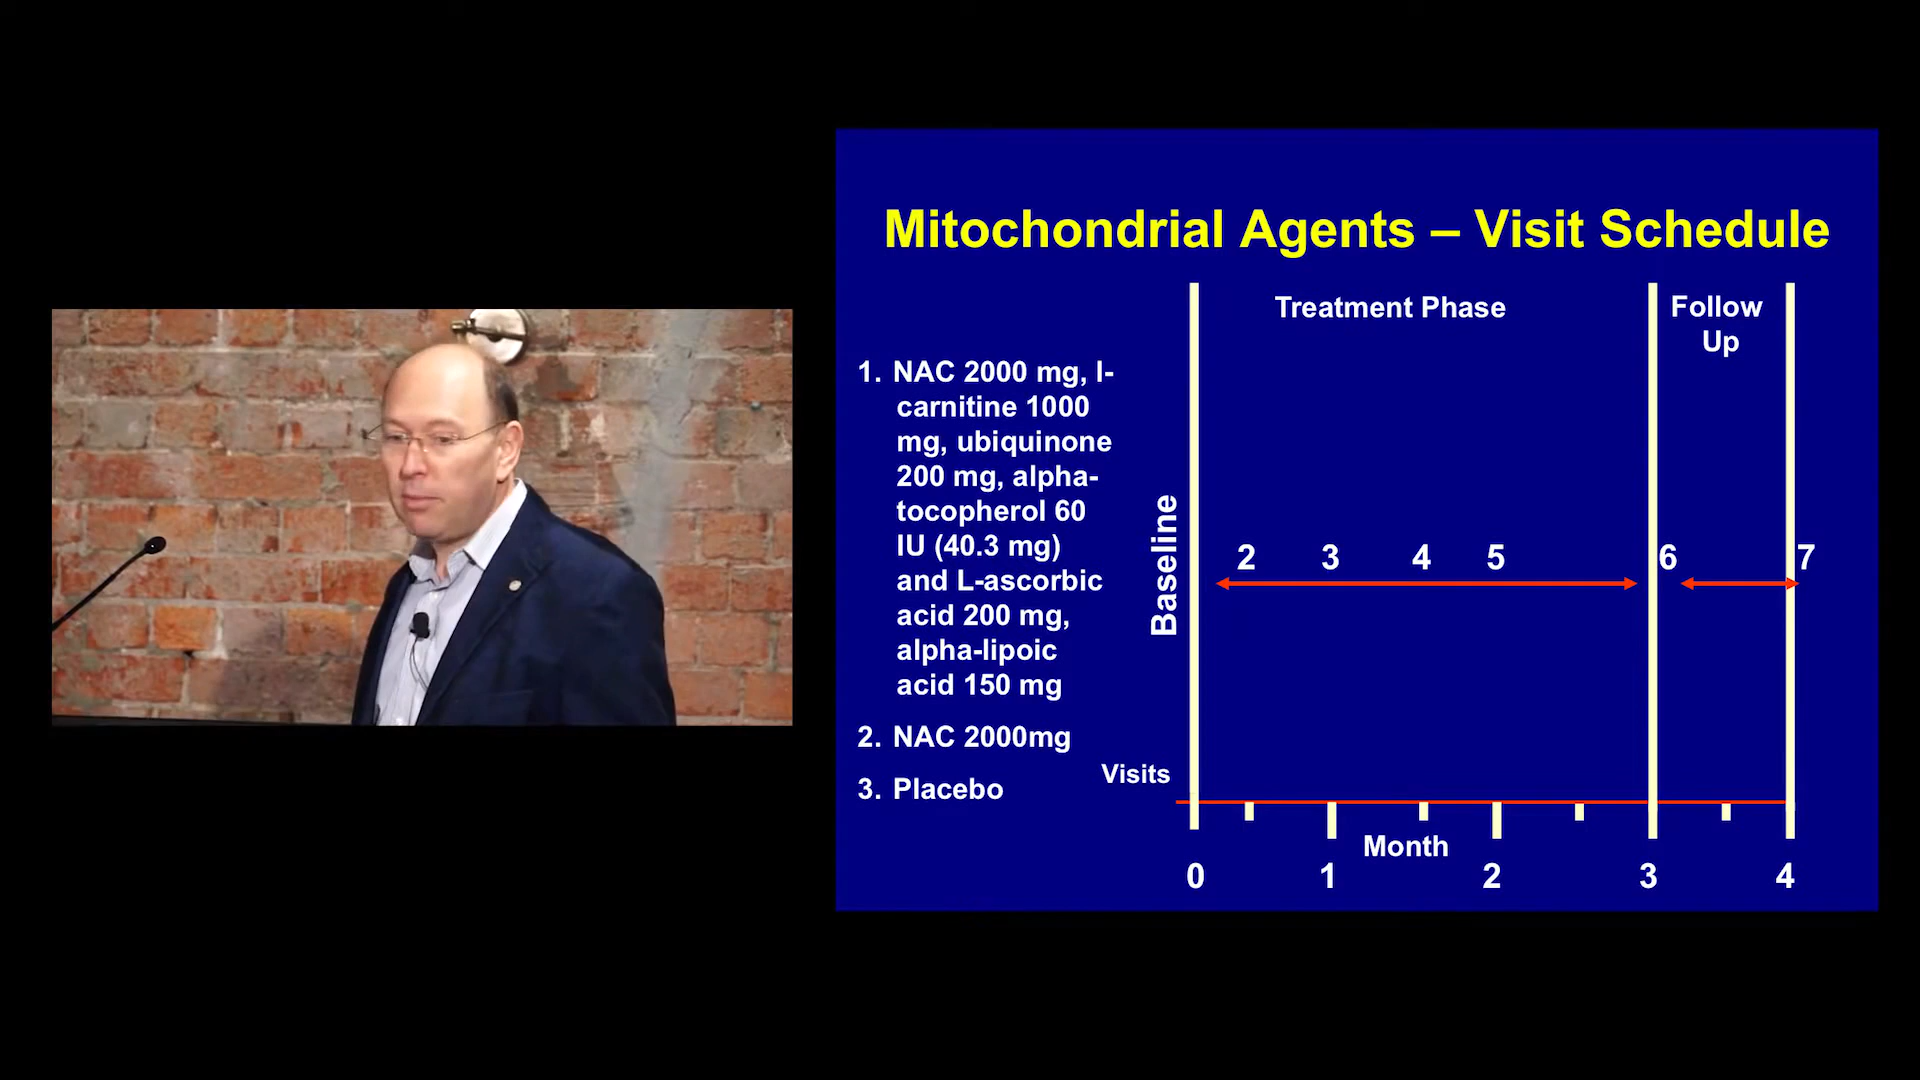 Mitochondrial Agents – Visit Schedule
Treatment Phase
Follow
Up
1. NAC 2000 mg, l-
carnitine 1000
mg, ubiquinone
200 mg, alpha-
tocopherol 60
IU (40.3 mg)
and L-ascorbic
acid 200 mg,
alpha-lipoic
acid 150 mg
2. NAC 2000mg
3. Placebo
Baseline
2 3 4 5 6 7
Visits
Month
0 1 2 3 4